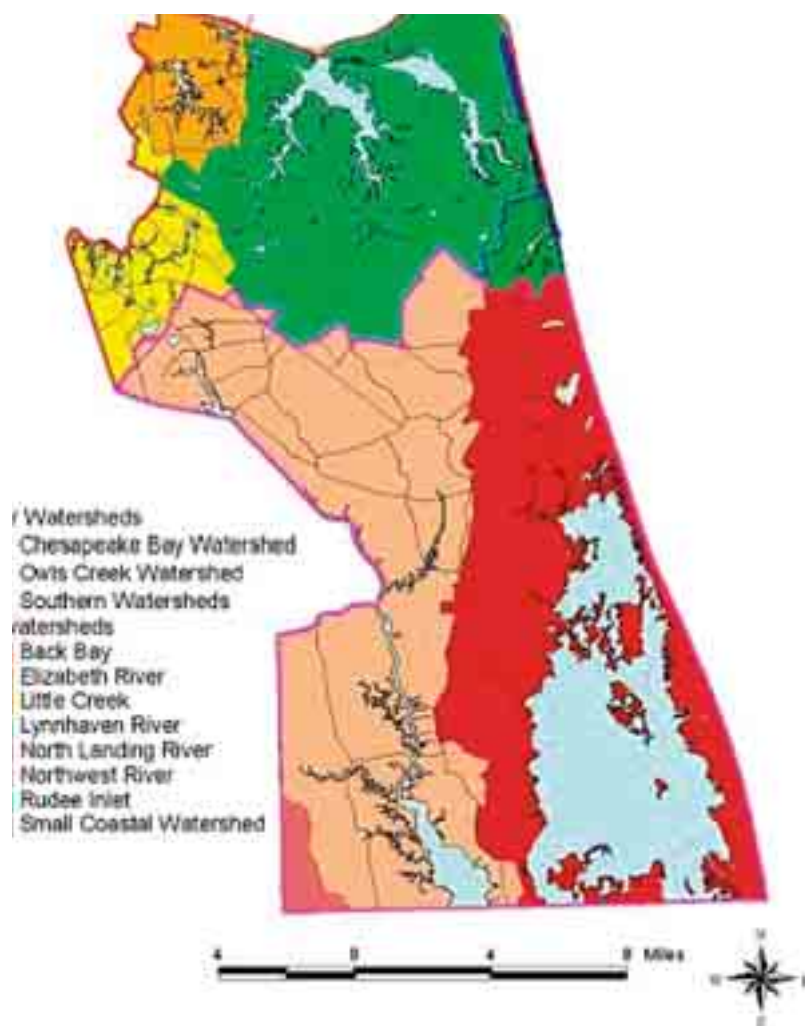 y Watersheds
Chesapeake Bay Watershed
Owls Creek Watershed
Southern Watersheds
watersheds
Back Bay
Elizabeth River
Little Creek
Lynnhaven River
North Landing River
Northwest River
Rudee Inlet
Small Coastal Watershed
4 0 4 8 Miles
N
W
S